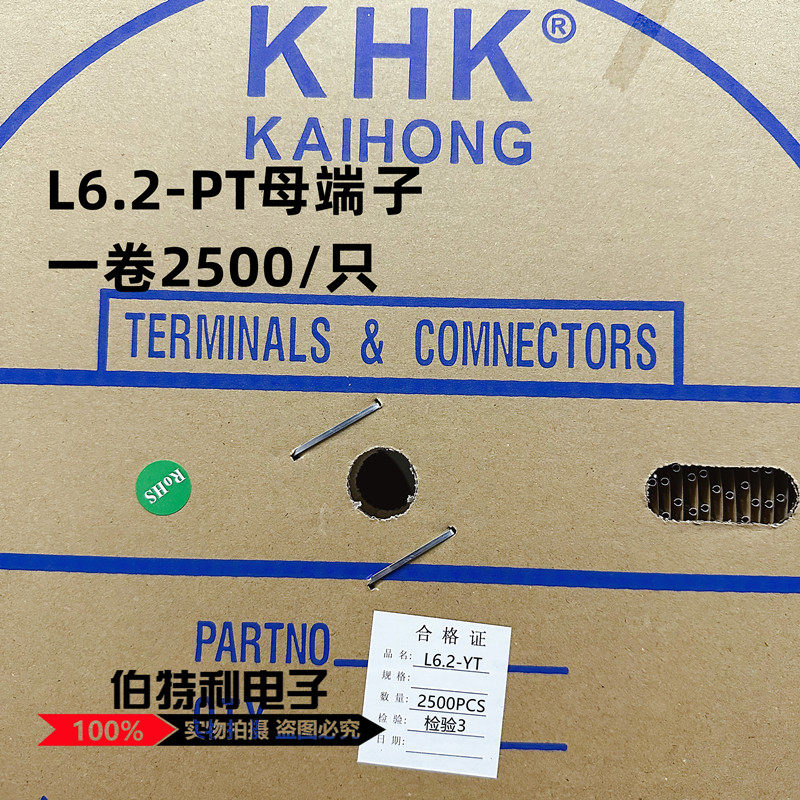 KHK®
KAIHONG
L6.2-PT母端子
一卷2500/只
TERMINALS & COMNECTORS
RoHS
合格证
PARTNO
品名: L6.2-YT
规格:
伯特利电子
数量: 2500PCS
100% 实物拍摄 盗图必究
检验: 检验3
日期: